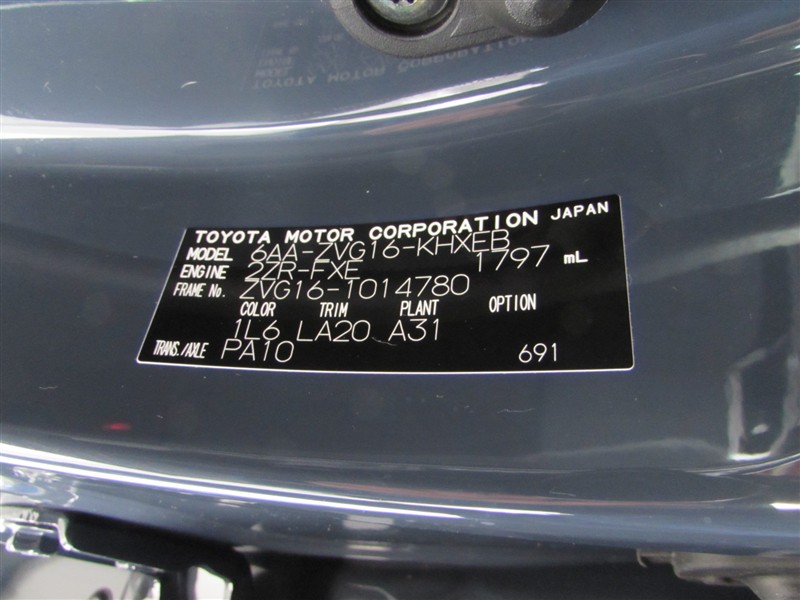 TOYOTA MOTOR CORPORATION JAPAN
MODEL 6AA-ZVG16-KHXEB
ENGINE 2ZR-FXE 1797 mL
FRAME No. ZVG16-1014780
COLOR TRIM PLANT OPTION
1L6 LA20 A31
TRANS./AXLE PA10 691